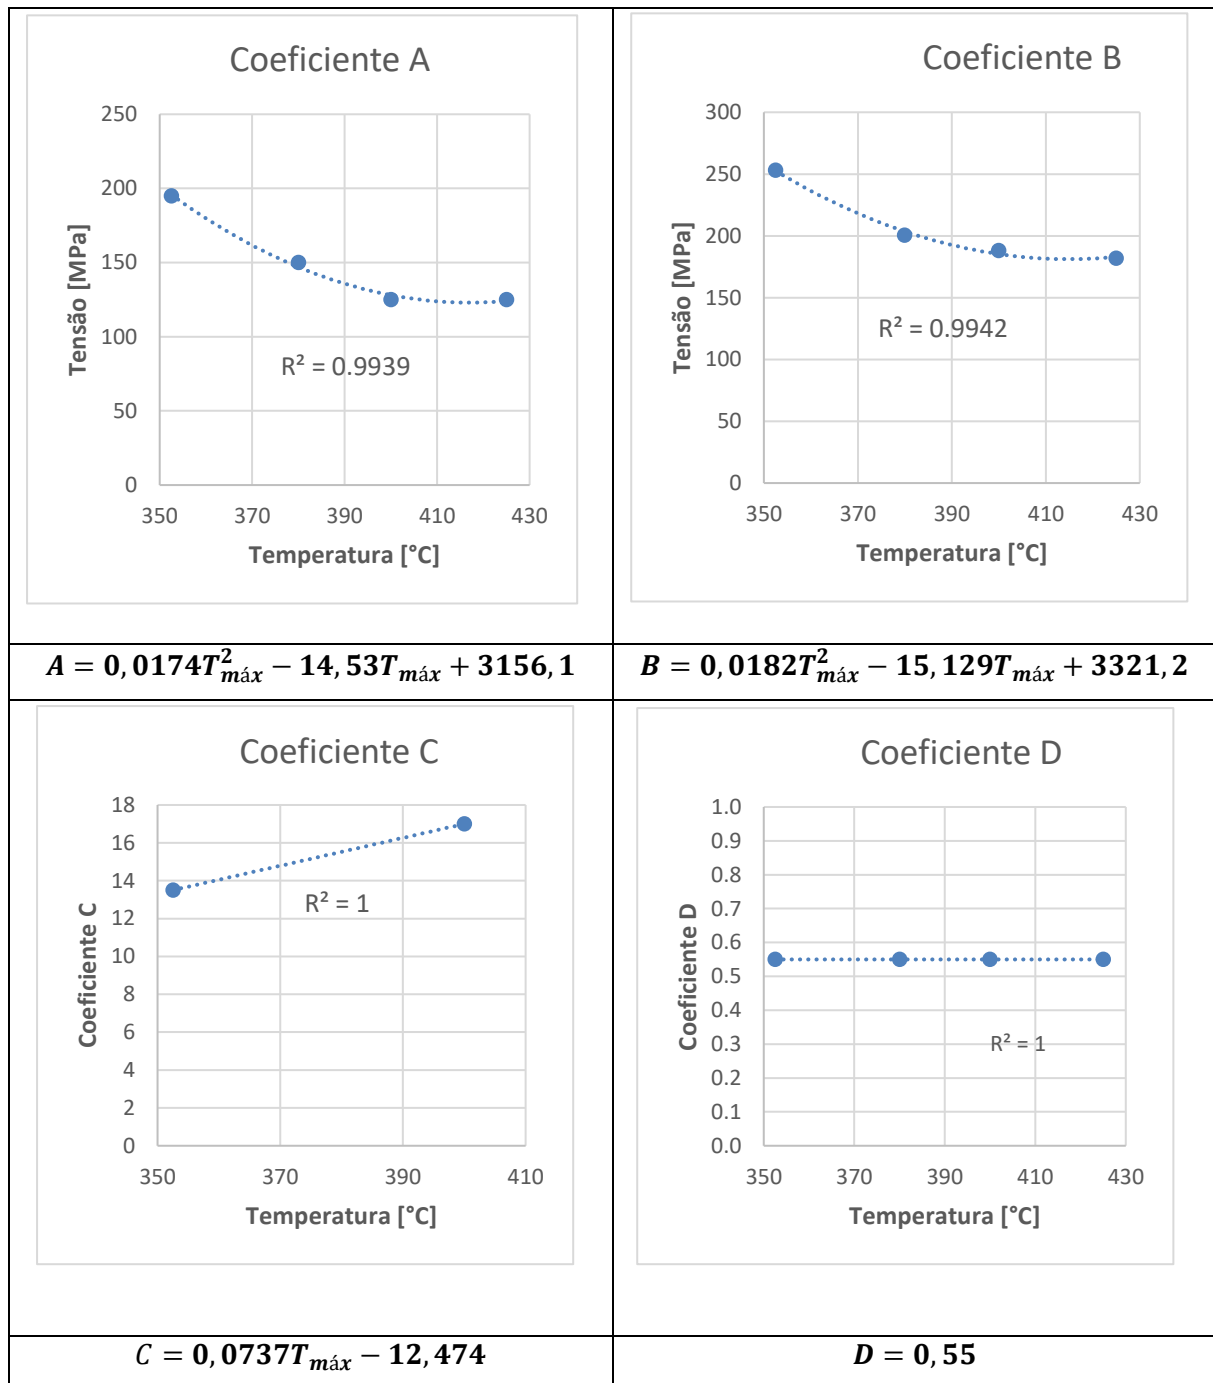 Coeficiente A
250
200
150
100
50
0
Tensão [MPa]
R² = 0.9939
350 370 390 410 430
Temperatura [°C]
Coeficiente B
300
250
200
150
100
50
0
Tensão [MPa]
R² = 0.9942
350 370 390 410 430
Temperatura [°C]
A = 0,0174T²máx − 14,53Tmáx + 3156,1
B = 0,0182T²máx − 15,129Tmáx + 3321,2
Coeficiente C
18
16
14
12
10
8
6
4
2
0
Coeficiente C
R² = 1
350 370 390 410
Temperatura [°C]
Coeficiente D
1.0
0.9
0.8
0.7
0.6
0.5
0.4
0.3
0.2
0.1
0.0
Coeficiente D
R² = 1
350 370 390 410 430
Temperatura [°C]
C = 0,0737Tmáx − 12,474
D = 0,55